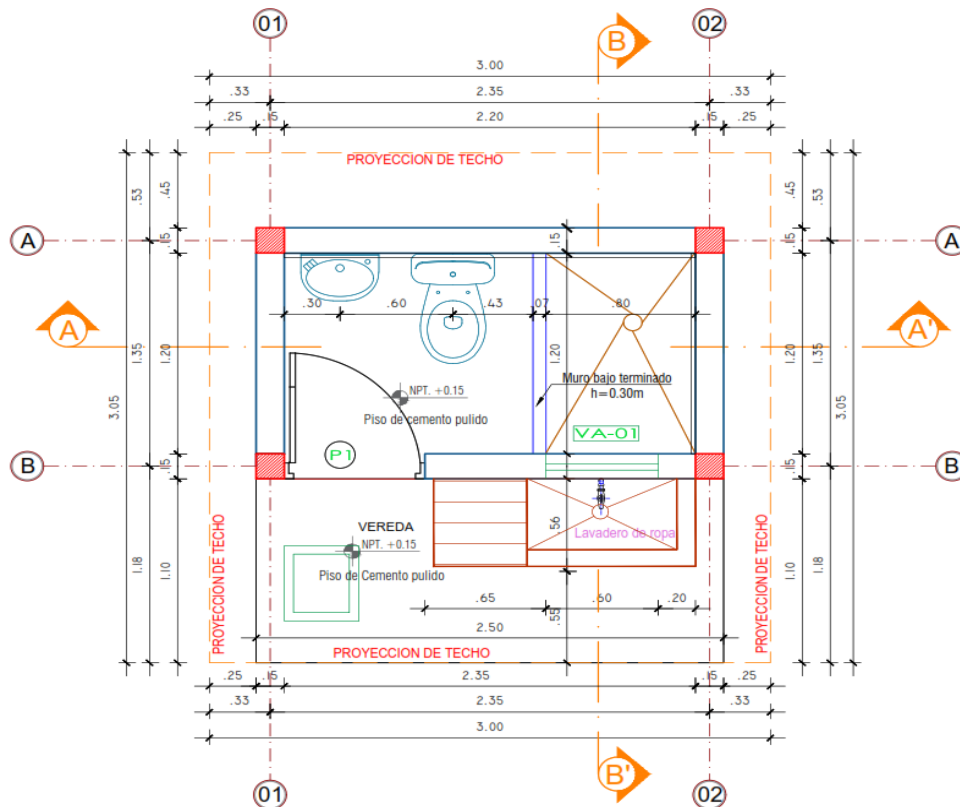 01
02
B
3.00
.33
2.35
.33
.25
.15
2.20
.15
.25
PROYECCION DE TECHO
.53
.45
.45
.53
A
.15
.15
.15
A
.30
.60
.43
.07
.80
A
3.05
1.35
1.20
1.20
1.20
1.35
3.05
A'
Muro bajo terminado
h=0.30m
NPT. +0.15
Piso de cemento pulido
VA-01
P1
B
.15
.15
B
VEREDA
NPT. +0.15
Piso de Cemento pulido
.56
Lavadero de ropa
PROYECCION DE TECHO
PROYECCION DE TECHO
1.18
1.10
1.10
1.18
.65
.60
.20
.55
2.50
PROYECCION DE TECHO
.25
.15
2.35
.15
.25
.33
2.35
.33
3.00
B'
01
02